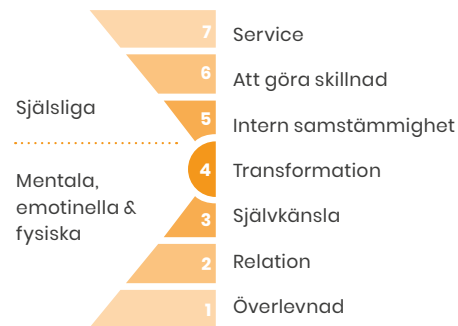 7 Service
6 Att göra skillnad
Själsliga
5 Intern samstämmighet
4 Transformation
Mentala,
emotinella &
fysiska
3 Självkänsla
2 Relation
1 Överlevnad